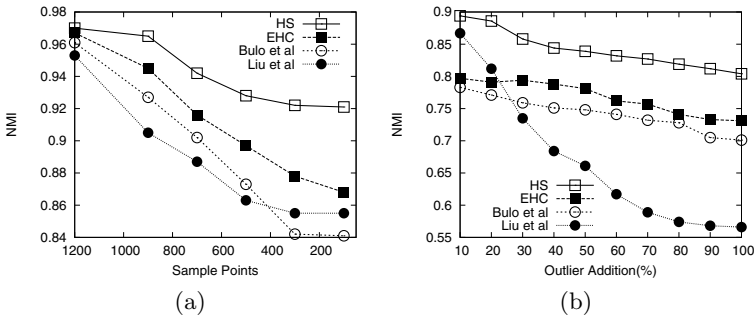 0.98
0.96
0.94
0.92
0.9
0.88
0.86
0.84
NMI
1200 1000 800 600 400 200
Sample Points
HS
EHC
Bulo et al
Liu et al
(a)
0.9
0.85
0.8
0.75
0.7
0.65
0.6
0.55
NMI
10 20 30 40 50 60 70 80 90 100
Outlier Addition(%)
HS
EHC
Bulo et al
Liu et al
(b)